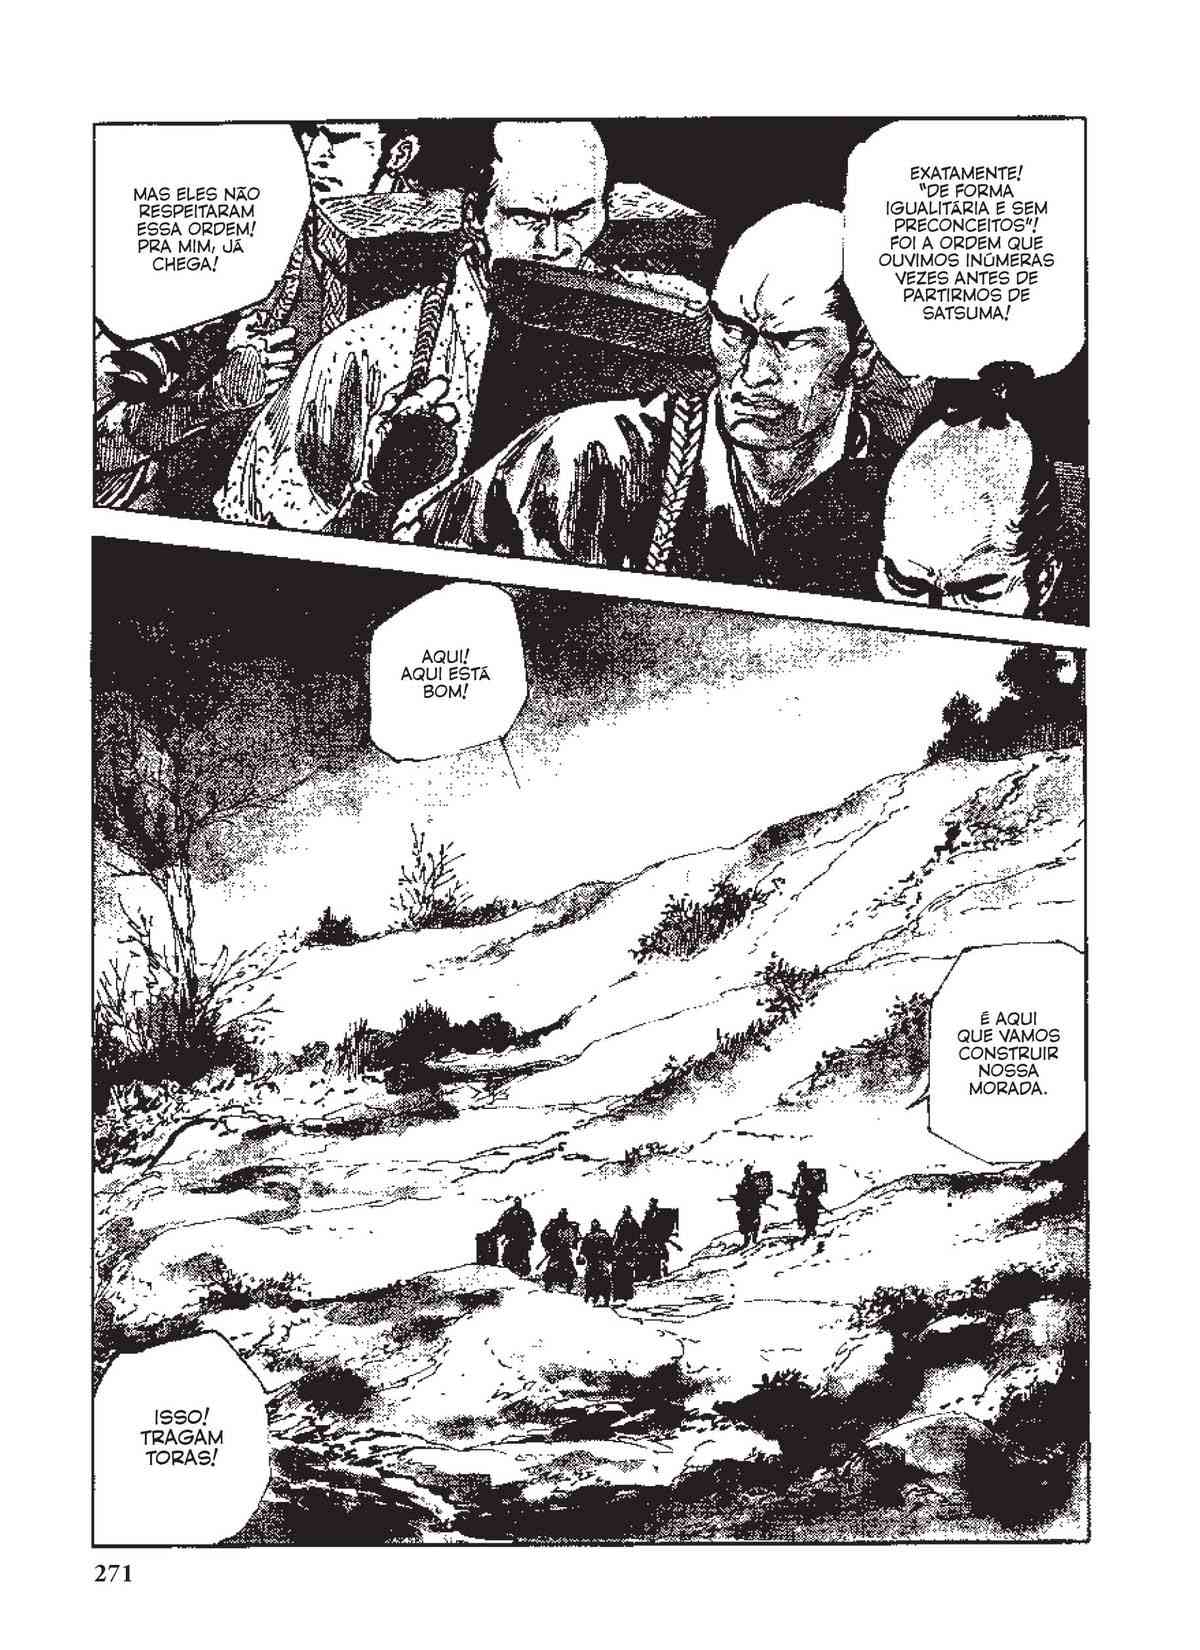 EXATAMENTE!
"DE FORMA
IGUALITÁRIA E SEM
PRECONCEITOS"!
FOI A ORDEM QUE
OUVIMOS INÚMERAS
VEZES ANTES DE
PARTIRMOS DE
SATSUMA!
MAS ELES NÃO
RESPEITARAM
ESSA ORDEM!
PRA MIM, JÁ
CHEGA!
AQUI!
AQUI ESTÁ
BOM!
É AQUI
QUE VAMOS
CONSTRUIR
NOSSA
MORADA.
ISSO!
TRAGAM
TORAS!
271